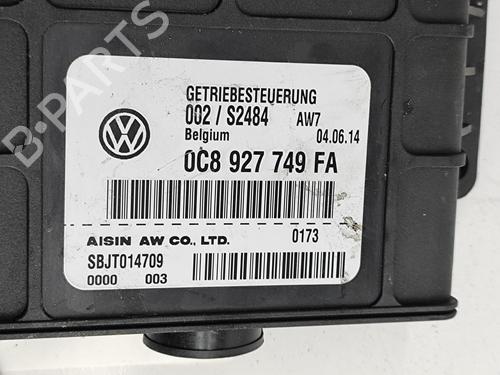 B-PARTS
GETRIEBESTEUERUNG
002 / S2484 AW7
Belgium 04.06.14
0C8 927 749 FA
AISIN AW CO., LTD. 0173
SBJT014709
0000 003